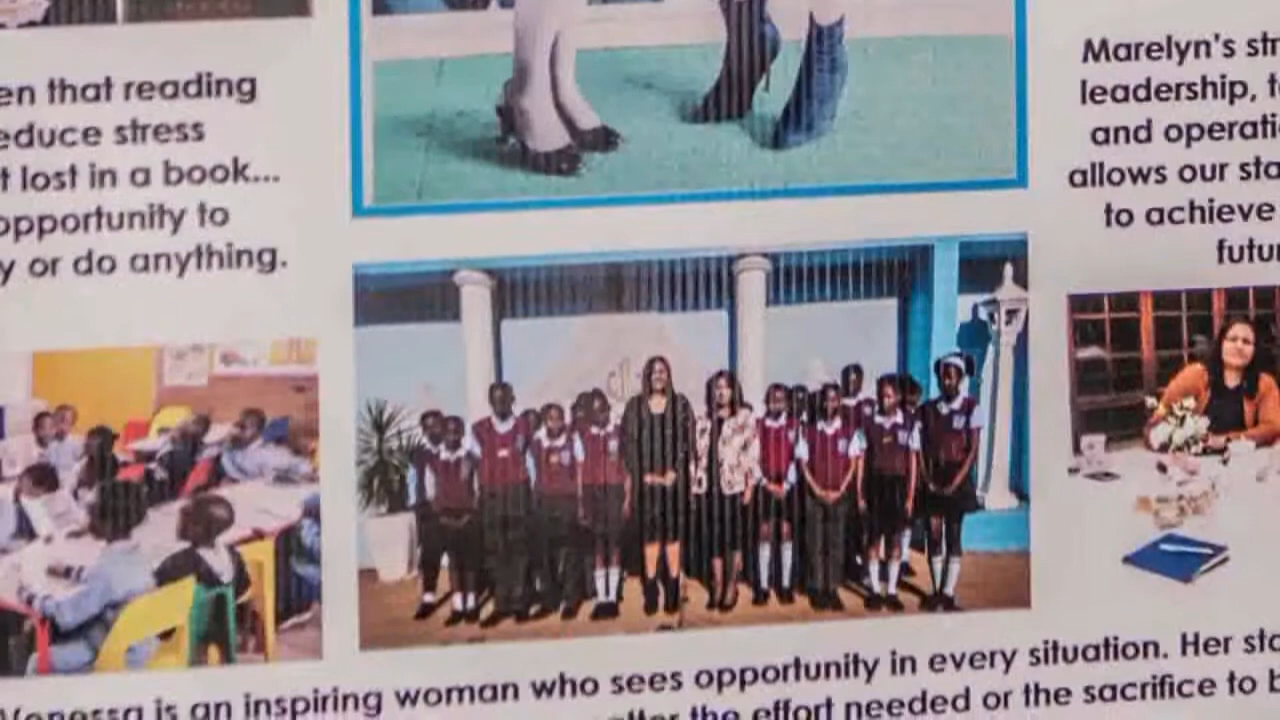 en that reading
educe stress
t lost in a book...
opportunity to
y or do anything.
Marelyn's str
leadership, t
and operati
allows our sta
to achieve
futur
Vanessa is an inspiring woman who sees opportunity in every situation. Her sto
the effort needed or the sacrifice to b